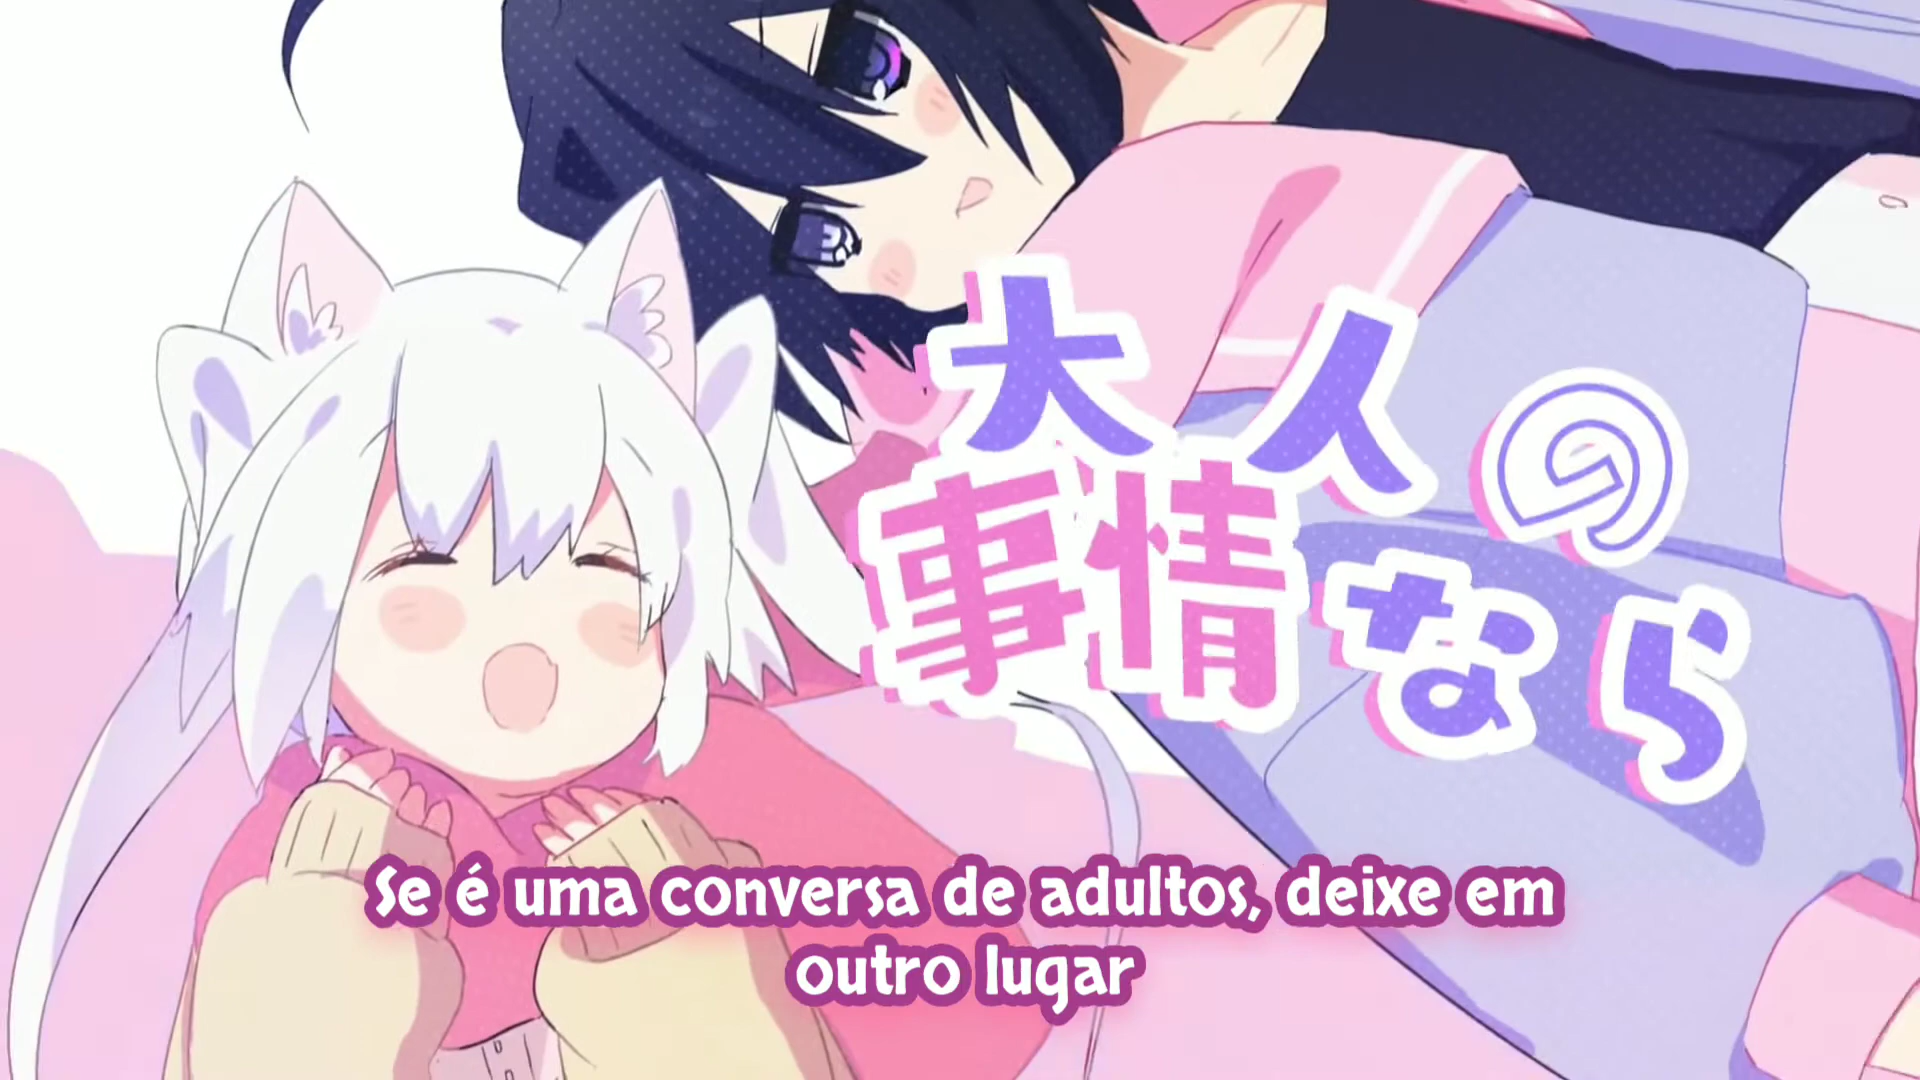 大人の
事情なら
Se é uma conversa de adultos, deixe em
outro lugar